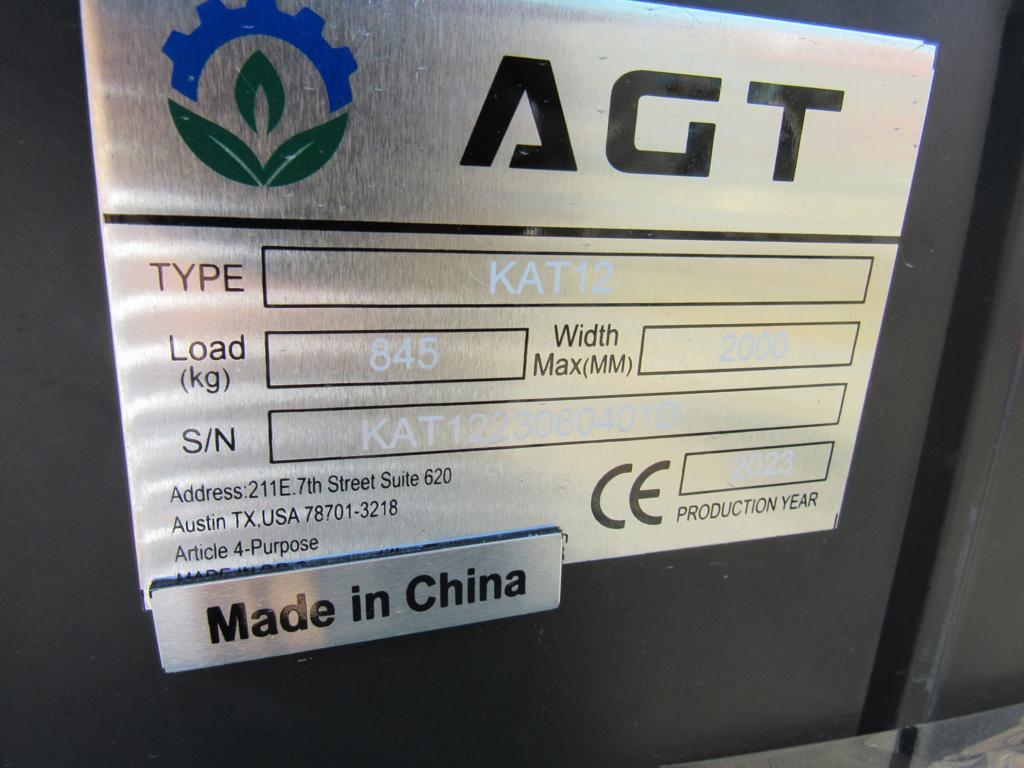 AGT
TYPE KAT12
Load (kg) 845 Width Max(MM) 2000
S/N KAT1223060401D
Address:211E.7th Street Suite 620
Austin TX,USA 78701-3218
Article 4-Purpose
CE 2023
PRODUCTION YEAR
Made in China